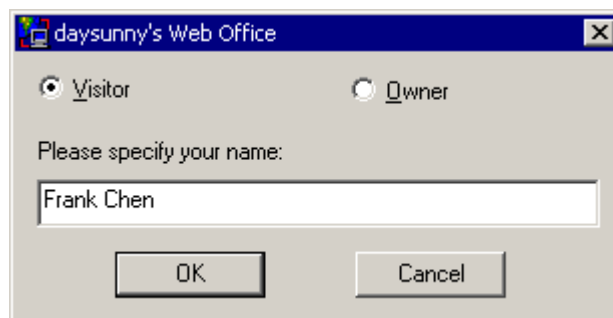 daysunny's Web Office
Visitor Owner
Please specify your name:
Frank Chen
OK Cancel